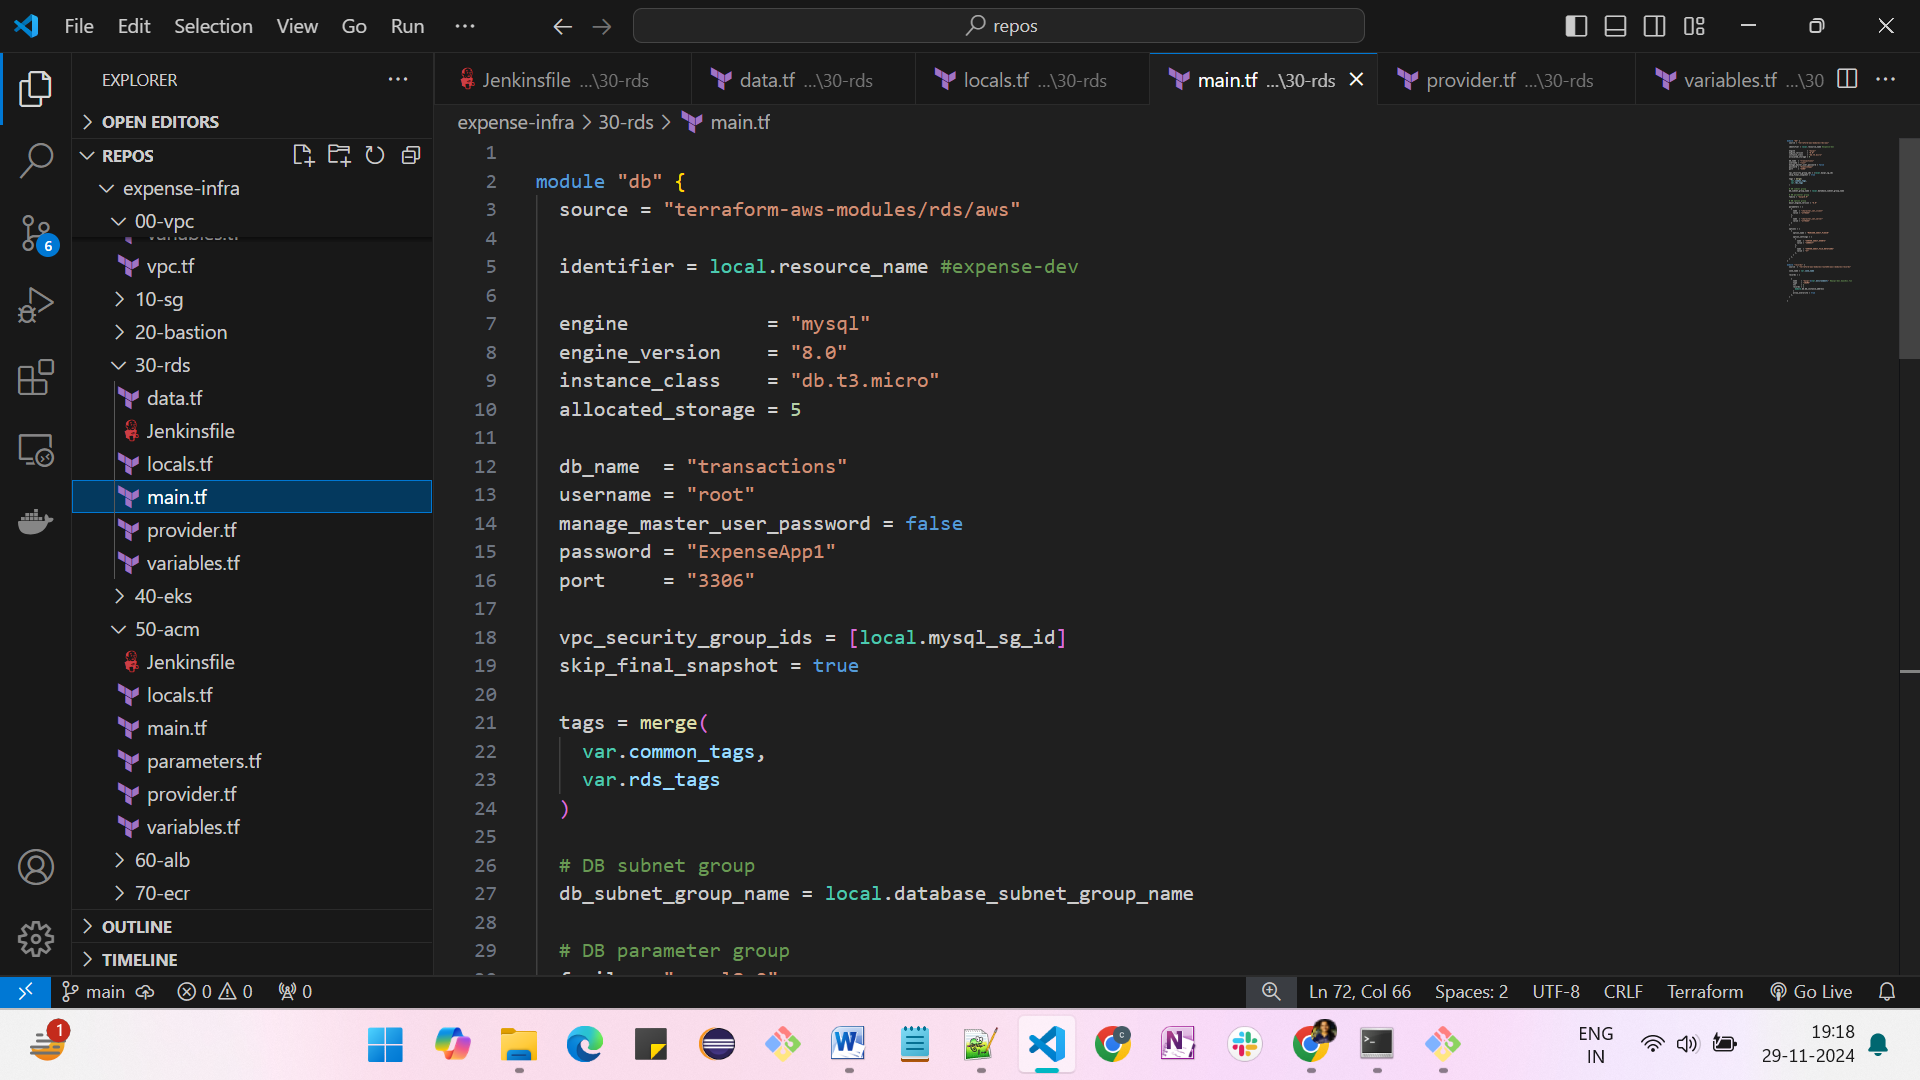 File Edit Selection View Go Run ··· repos
EXPLORER ···
OPEN EDITORS
REPOS
expense-infra
00-vpc
variables.tf
vpc.tf
10-sg
20-bastion
30-rds
data.tf
Jenkinsfile
locals.tf
main.tf
provider.tf
variables.tf
40-eks
50-acm
Jenkinsfile
locals.tf
main.tf
parameters.tf
provider.tf
variables.tf
60-alb
70-ecr
OUTLINE
TIMELINE
6
Jenkinsfile ...\30-rds data.tf ...\30-rds locals.tf ...\30-rds main.tf ...\30-rds provider.tf ...\30-rds variables.tf ...\30 ···
expense-infra > 30-rds > main.tf
1
2 module "db" {
3 source = "terraform-aws-modules/rds/aws"
4
5 identifier = local.resource_name #expense-dev
6
7 engine = "mysql"
8 engine_version = "8.0"
9 instance_class = "db.t3.micro"
10 allocated_storage = 5
11
12 db_name = "transactions"
13 username = "root"
14 manage_master_user_password = false
15 password = "ExpenseApp1"
16 port = "3306"
17
18 vpc_security_group_ids = [local.mysql_sg_id]
19 skip_final_snapshot = true
20
21 tags = merge(
22 var.common_tags,
23 var.rds_tags
24 )
25
26 # DB subnet group
27 db_subnet_group_name = local.database_subnet_group_name
28
29 # DB parameter group
main 0 0 0 Ln 72, Col 66 Spaces: 2 UTF-8 CRLF Terraform Go Live
1
ENG
IN
19:18
29-11-2024